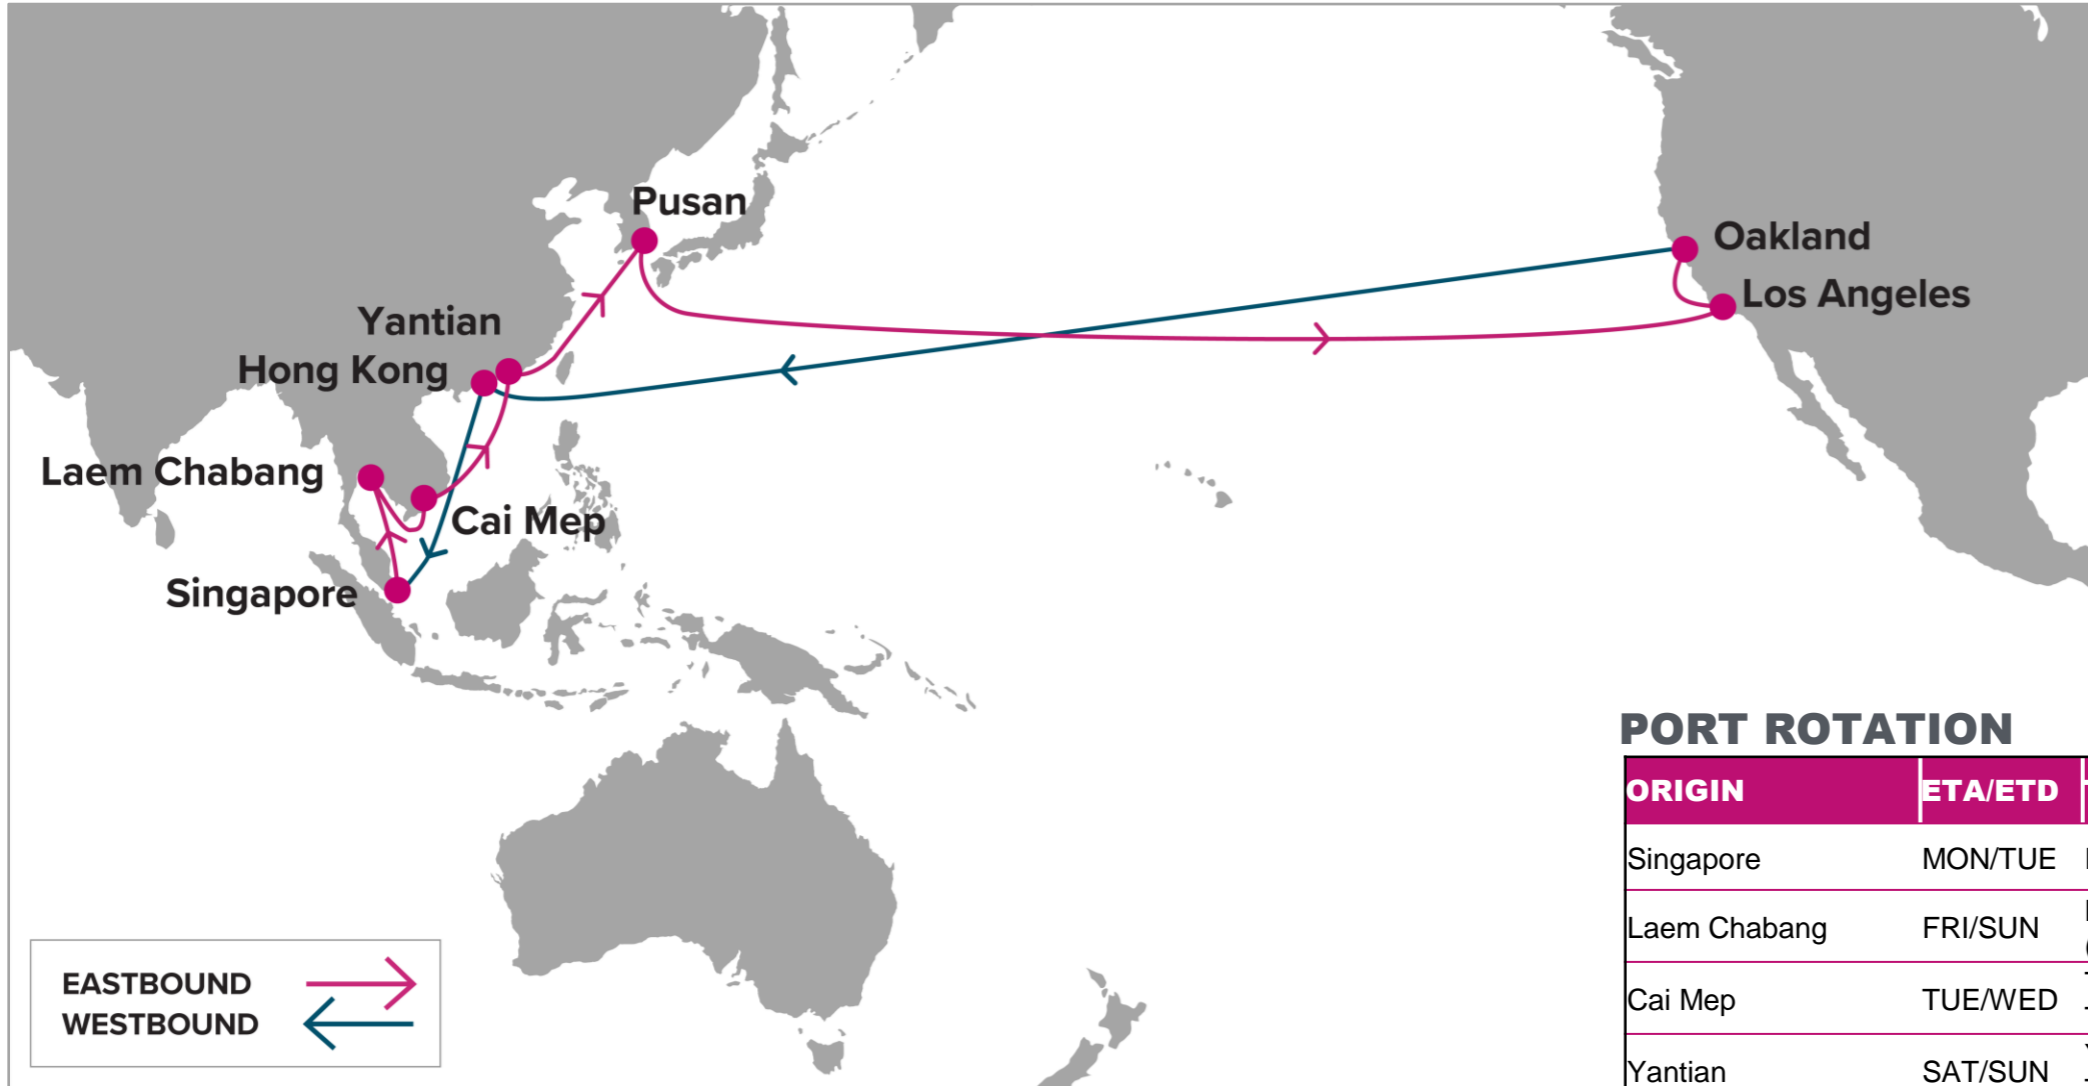 Pusan
Oakland
Los Angeles
Yantian
Hong Kong
Laem Chabang
Cai Mep
Singapore
PORT ROTATION
ORIGIN ETA/ETD
Singapore MON/TUE
Laem Chabang FRI/SUN
Cai Mep TUE/WED
Yantian SAT/SUN
EASTBOUND
WESTBOUND